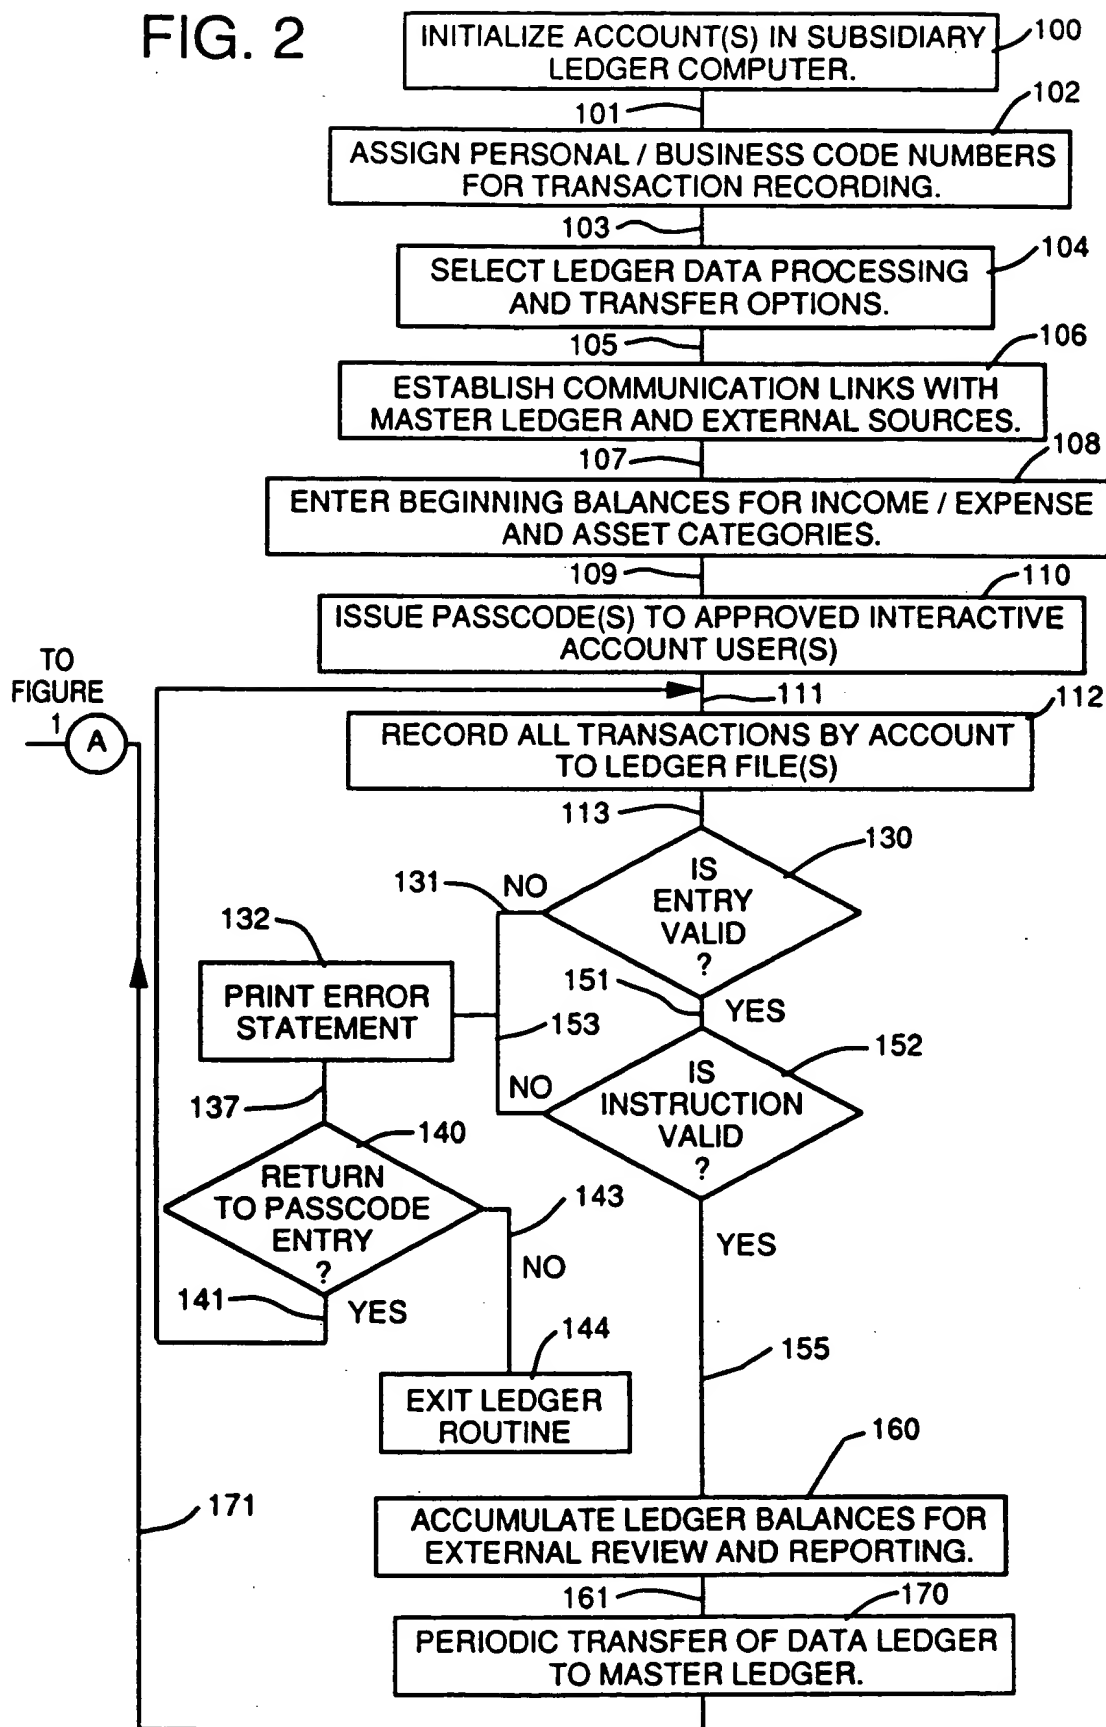 FIG. 2
INITIALIZE ACCOUNT(S) IN SUBSIDIARY
LEDGER COMPUTER.
100
101
102
ASSIGN PERSONAL / BUSINESS CODE NUMBERS
FOR TRANSACTION RECORDING.
103
104
SELECT LEDGER DATA PROCESSING
AND TRANSFER OPTIONS.
105
106
ESTABLISH COMMUNICATION LINKS WITH
MASTER LEDGER AND EXTERNAL SOURCES.
107
108
ENTER BEGINNING BALANCES FOR INCOME / EXPENSE
AND ASSET CATEGORIES.
109
110
ISSUE PASSCODE(S) TO APPROVED INTERACTIVE
ACCOUNT USER(S)
TO
FIGURE
1
A
111
112
RECORD ALL TRANSACTIONS BY ACCOUNT
TO LEDGER FILE(S)
113
130
IS
ENTRY
VALID
?
131
NO
132
PRINT ERROR
STATEMENT
151
YES
153
152
IS
INSTRUCTION
VALID
?
NO
137
140
RETURN
TO PASSCODE
ENTRY
?
143
NO
YES
141
YES
144
EXIT LEDGER
ROUTINE
155
160
ACCUMULATE LEDGER BALANCES FOR
EXTERNAL REVIEW AND REPORTING.
171
161
170
PERIODIC TRANSFER OF DATA LEDGER
TO MASTER LEDGER.